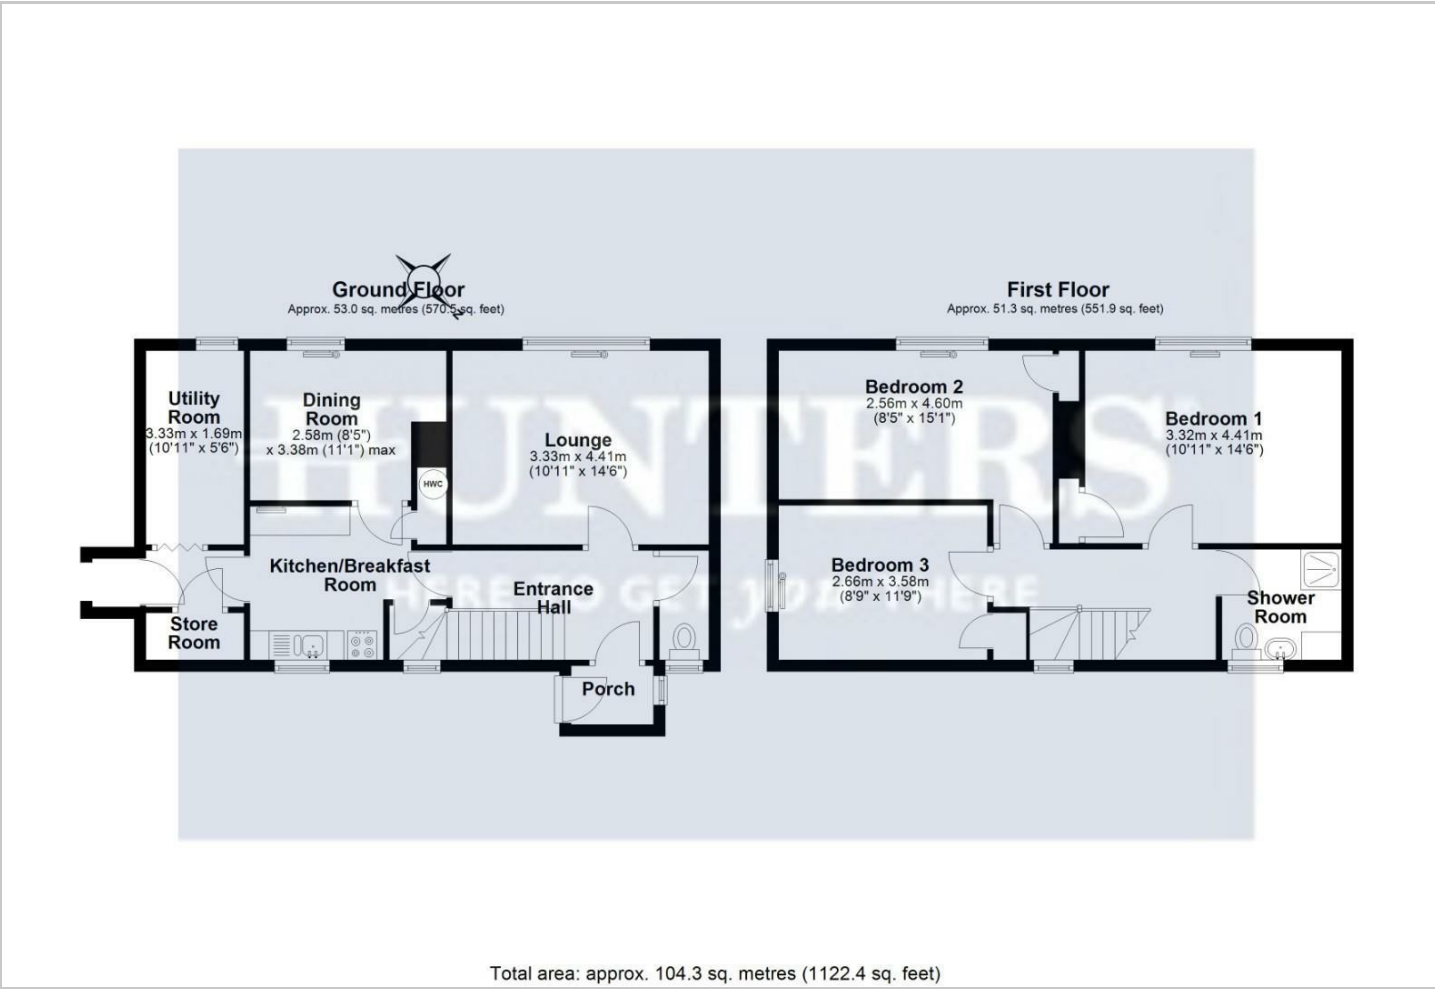 Ground Floor
Approx. 53.0 sq. metres (570.5 sq. feet)
Utility
Room
3.33m x 1.69m
(10'11" x 5'6")
Dining
Room
2.58m (8'5")
x 3.38m (11'1") max
HWC
Lounge
3.33m x 4.41m
(10'11" x 14'6")
Kitchen/Breakfast
Room
Entrance
Hall
Store
Room
Porch
N
First Floor
Approx. 51.3 sq. metres (551.9 sq. feet)
Bedroom 2
2.56m x 4.60m
(8'5" x 15'1")
Bedroom 1
3.32m x 4.41m
(10'11" x 14'6")
Bedroom 3
2.66m x 3.58m
(8'9" x 11'9")
Shower
Room
HUNTERS
HERE TO GET you THERE
Total area: approx. 104.3 sq. metres (1122.4 sq. feet)